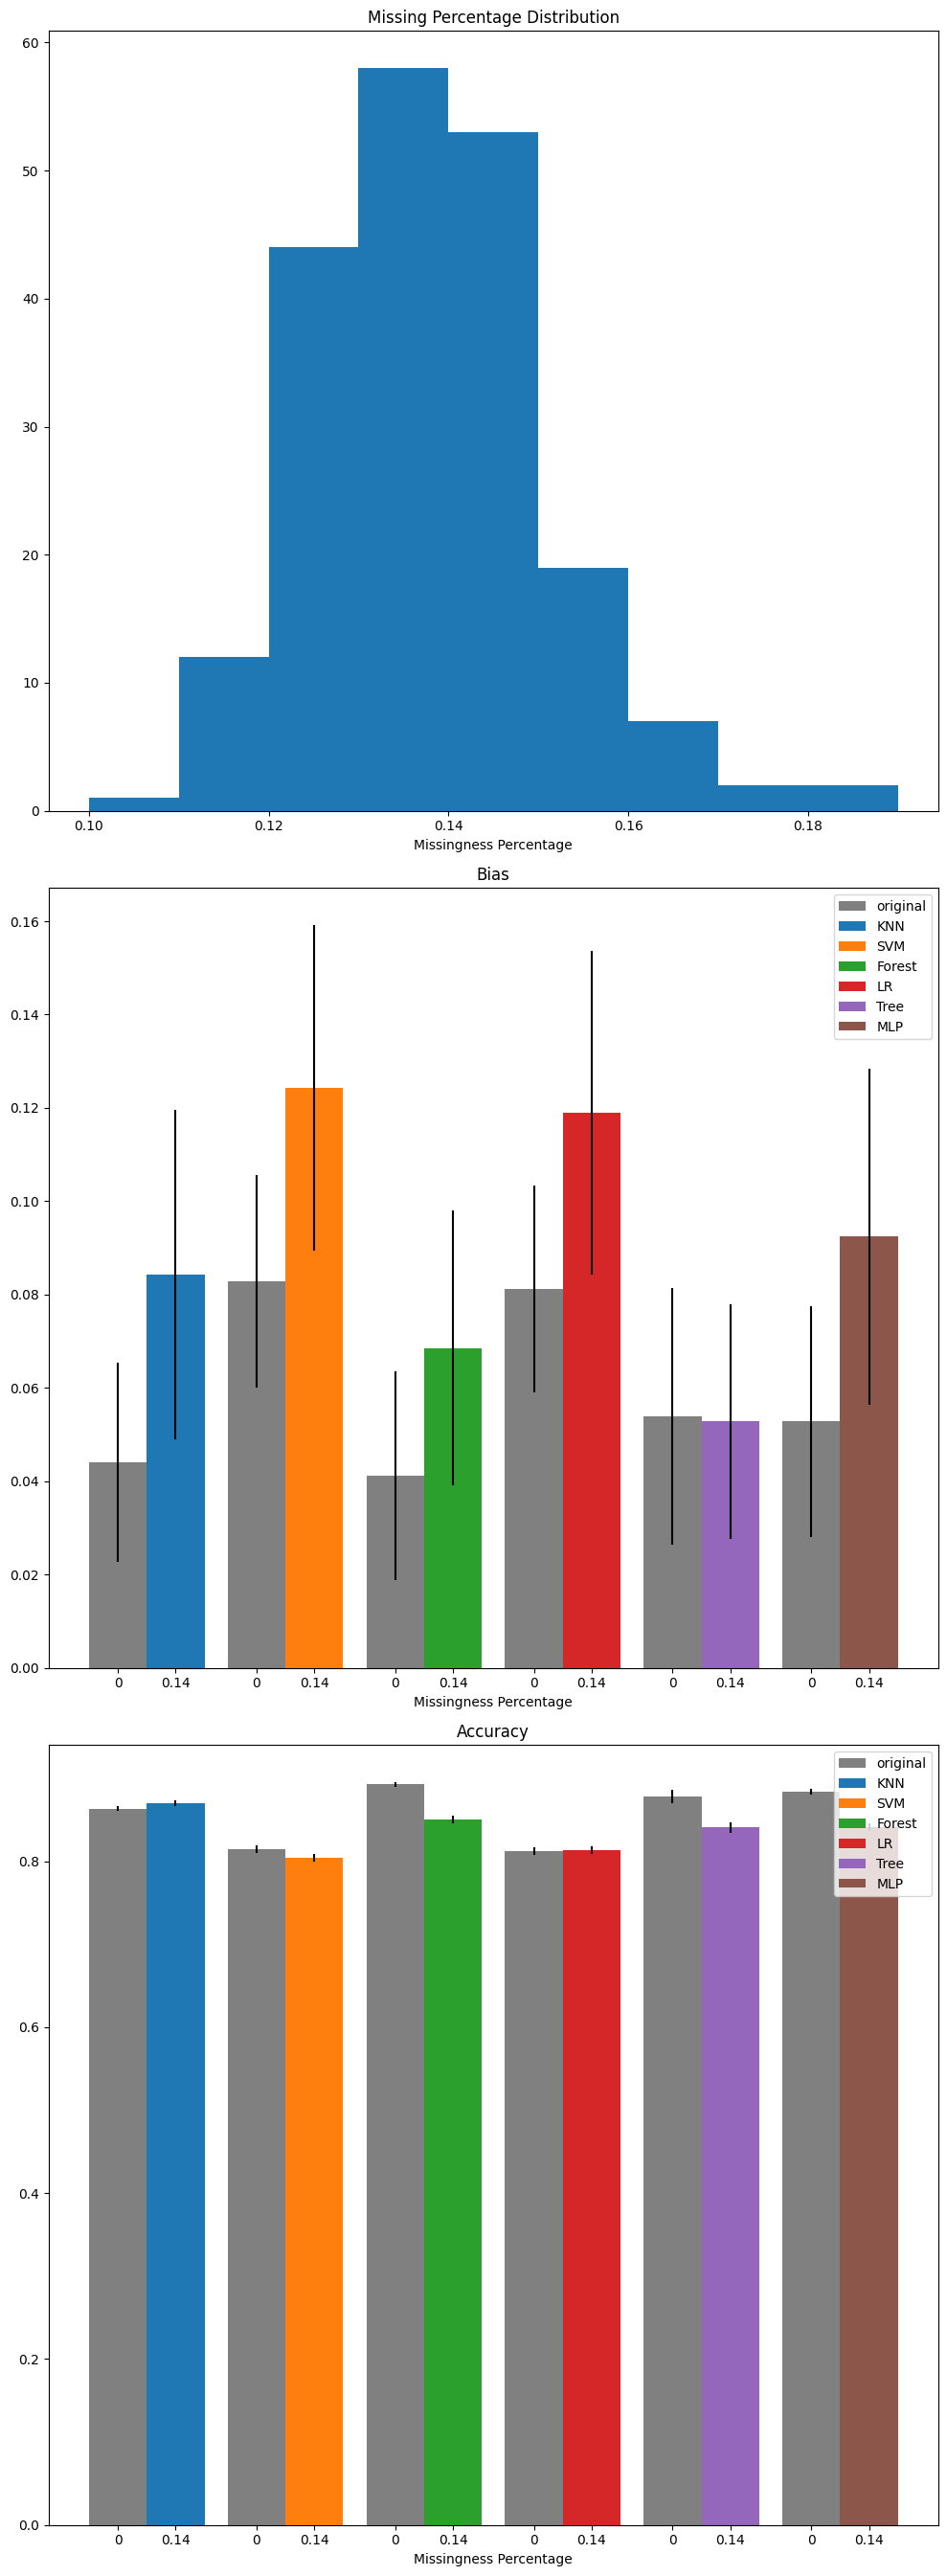 Missing Percentage Distribution
60
50
40
30
20
10
0
0.10 0.12 0.14 0.16 0.18
Missingness Percentage
Bias
original
KNN
SVM
Forest
LR
Tree
MLP
0.16
0.14
0.12
0.10
0.08
0.06
0.04
0.02
0.00
0 0.14 0 0.14 0 0.14 0 0.14 0 0.14 0 0.14
Missingness Percentage
Accuracy
original
KNN
SVM
Forest
LR
Tree
MLP
0.8
0.6
0.4
0.2
0.0
0 0.14 0 0.14 0 0.14 0 0.14 0 0.14 0 0.14
Missingness Percentage